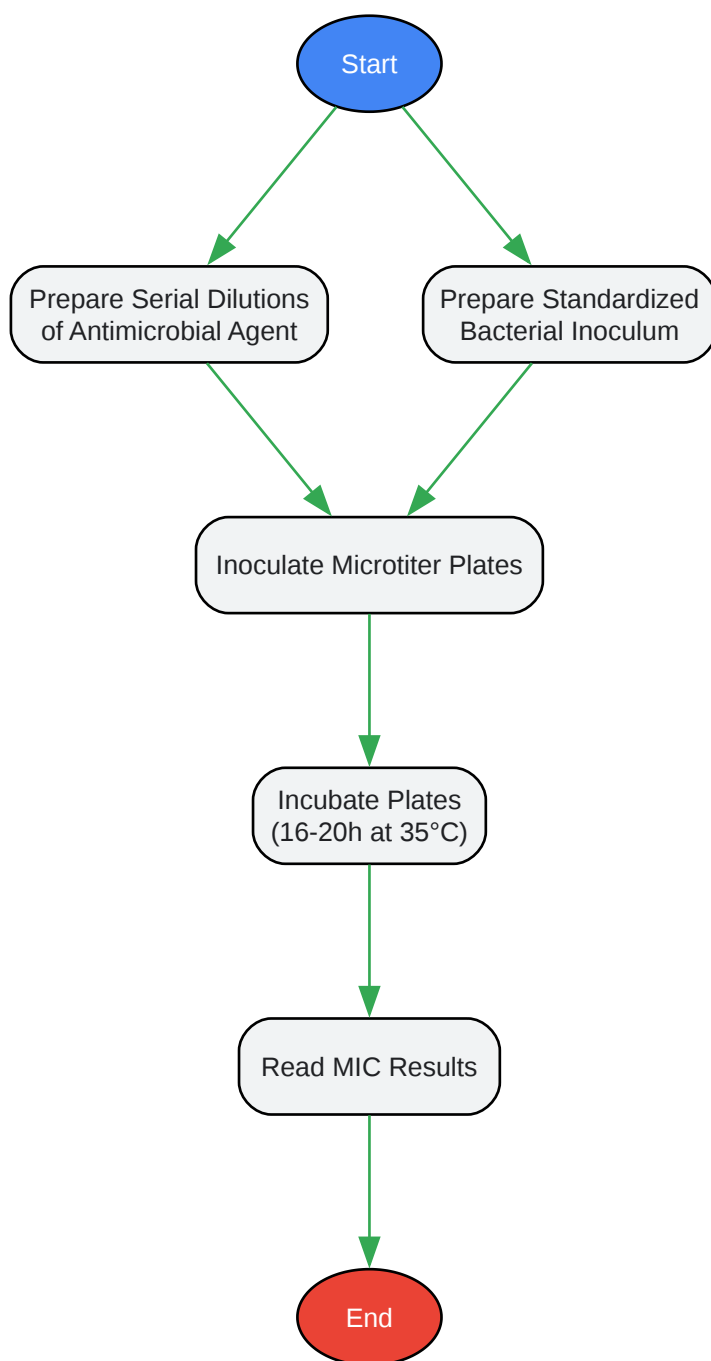 Start
Prepare Serial Dilutions
of Antimicrobial Agent
Prepare Standardized
Bacterial Inoculum
Inoculate Microtiter Plates
Incubate Plates
(16-20h at 35°C)
Read MIC Results
End